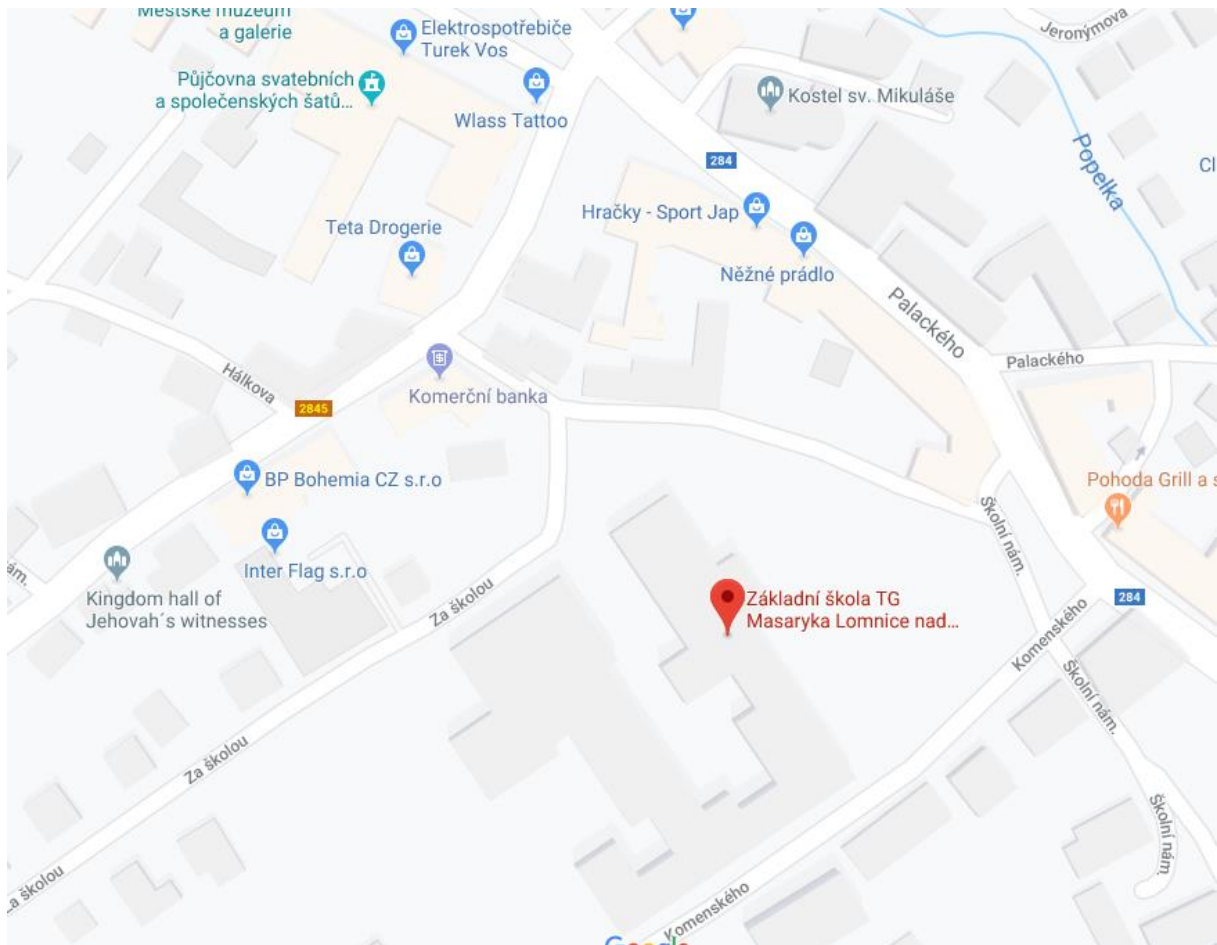 Městské muzeum
a galerie
Elektrospotřebiče
Turek Vos
Jeronýmova
Půjčovna svatebních
a společenských šatů...
Wlass Tattoo
Kostel sv. Mikuláše
284
Popelka
Cl
Hračky - Sport Jap
Teta Drogerie
Něžné prádlo
Palackého
Palackého
Hálkova
Komerční banka
2845
BP Bohemia CZ s.r.o
Pohoda Grill a s
Školní nám.
Inter Flag s.r.o
ám.
Kingdom hall of
Jehovah´s witnesses
Za školou
Základní škola TG
Masaryka Lomnice nad...
284
Komenského
Školní nám.
Za školou
Školní nám.
Za školou
Komenského
Google